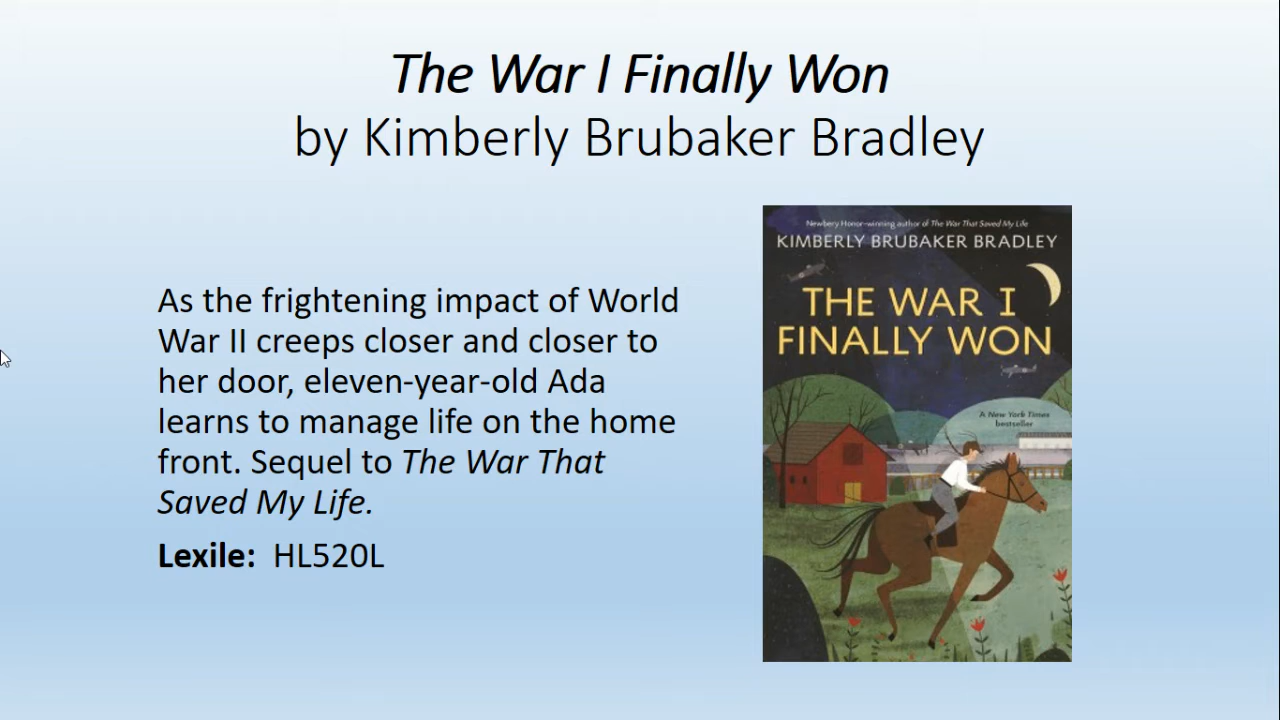 The War I Finally Won
by Kimberly Brubaker Bradley
As the frightening impact of World
War II creeps closer and closer to
her door, eleven-year-old Ada
learns to manage life on the home
front. Sequel to The War That
Saved My Life.
Lexile: HL520L
Newbery Honor-winning author of The War That Saved My Life
KIMBERLY BRUBAKER BRADLEY
THE WAR I
FINALLY WON
A New York Times
bestseller